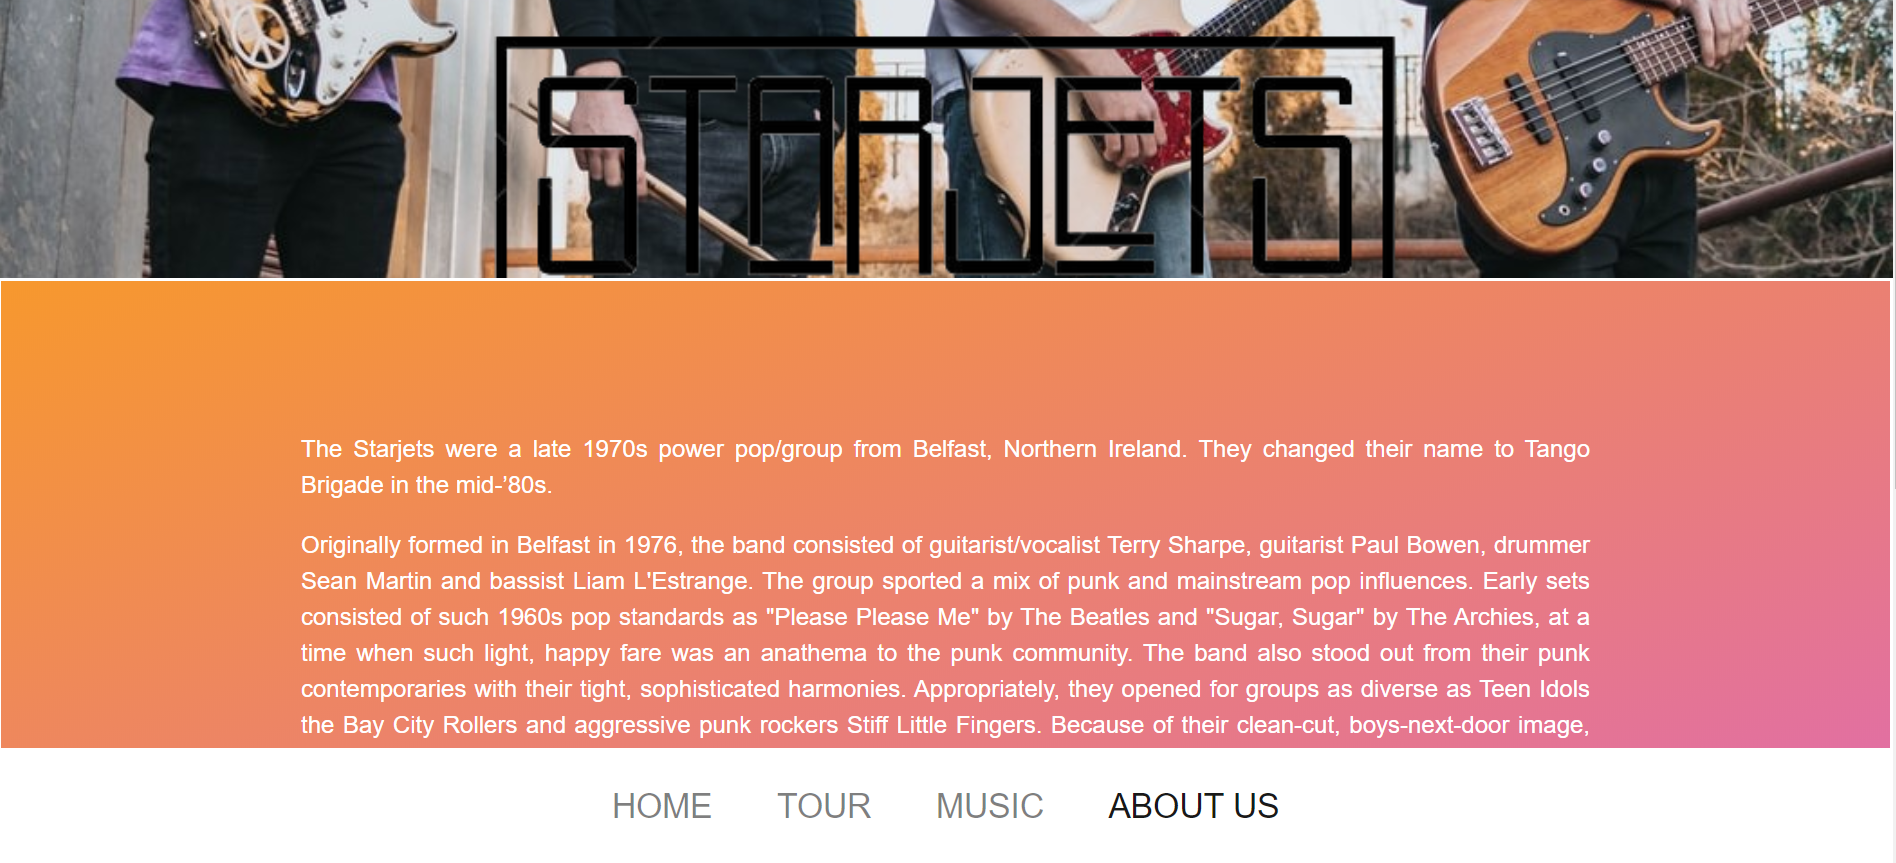 STARJETS
The Starjets were a late 1970s power pop/group from Belfast, Northern Ireland. They changed their name to Tango
Brigade in the mid-'80s.
Originally formed in Belfast in 1976, the band consisted of guitarist/vocalist Terry Sharpe, guitarist Paul Bowen, drummer
Sean Martin and bassist Liam L'Estrange. The group sported a mix of punk and mainstream pop influences. Early sets
consisted of such 1960s pop standards as "Please Please Me" by The Beatles and "Sugar, Sugar" by The Archies, at a
time when such light, happy fare was an anathema to the punk community. The band also stood out from their punk
contemporaries with their tight, sophisticated harmonies. Appropriately, they opened for groups as diverse as Teen Idols
the Bay City Rollers and aggressive punk rockers Stiff Little Fingers. Because of their clean-cut, boys-next-door image,
HOME TOUR MUSIC ABOUT US